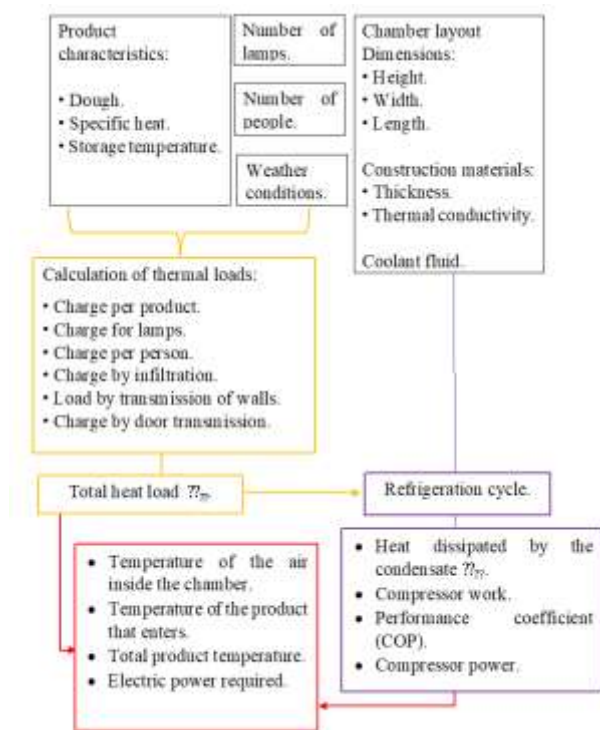 Product
characteristics:
• Dough.
• Specific heat.
• Storage temperature.
Number of
lamps.
Number of
people.
Weather
conditions.
Chamber layout
Dimensions:
• Height.
• Width.
• Length.
Construction materials:
• Thickness.
• Thermal conductivity.
Coolant fluid.
Calculation of thermal loads:
• Charge per product.
• Charge for lamps.
• Charge per person.
• Charge by infiltration.
• Load by transmission of walls.
• Charge by door transmission.
Total heat load ????.
Refrigeration cycle.
• Temperature of the air
inside the chamber.
• Temperature of the product
that enters.
• Total product temperature.
• Electric power required.
• Heat dissipated by the
condensate ????.
• Compressor work.
• Performance coefficient
(COP).
• Compressor power.